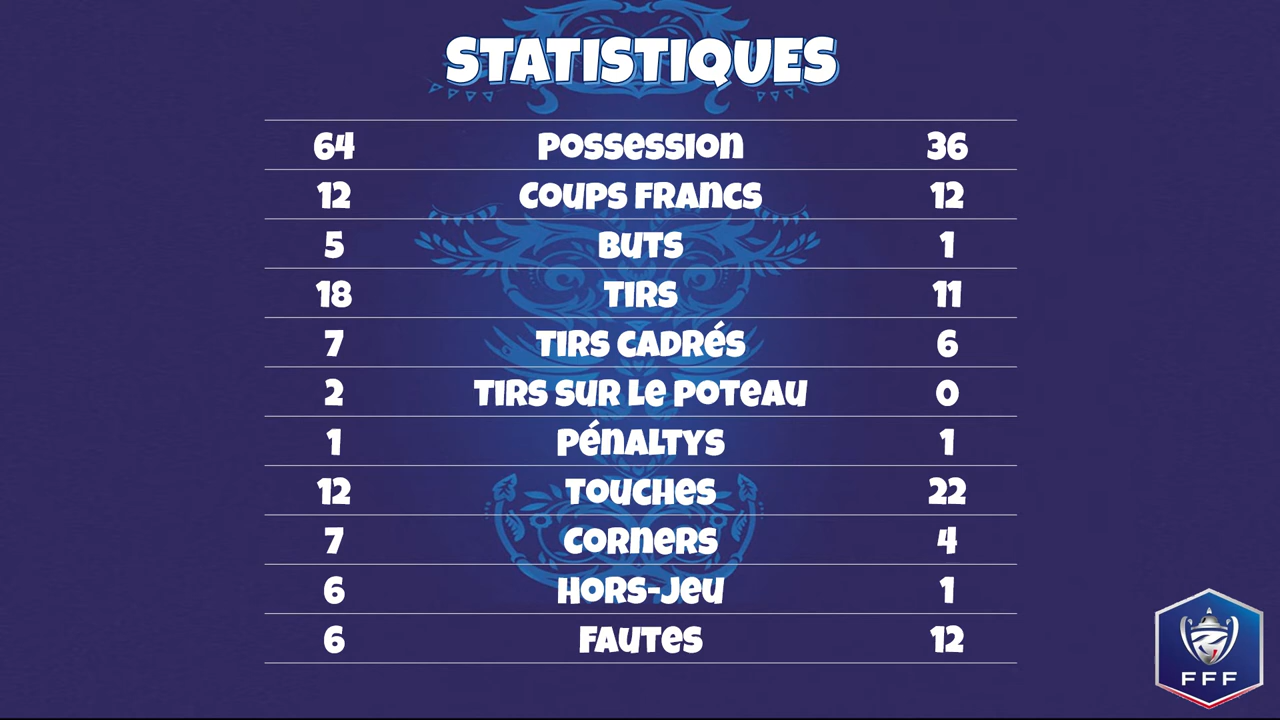 STATISTIQUES
64 POSSESSION 36
12 COUPS FRANCS 12
5 BUTS 1
18 TIRS 11
7 TIRS CADRÉS 6
2 TIRS SUR LE POTEAU 0
1 PÉNALTYS 1
12 TOUCHES 22
7 CORNERS 4
6 HORS-JEU 1
6 FAUTES 12
FFF